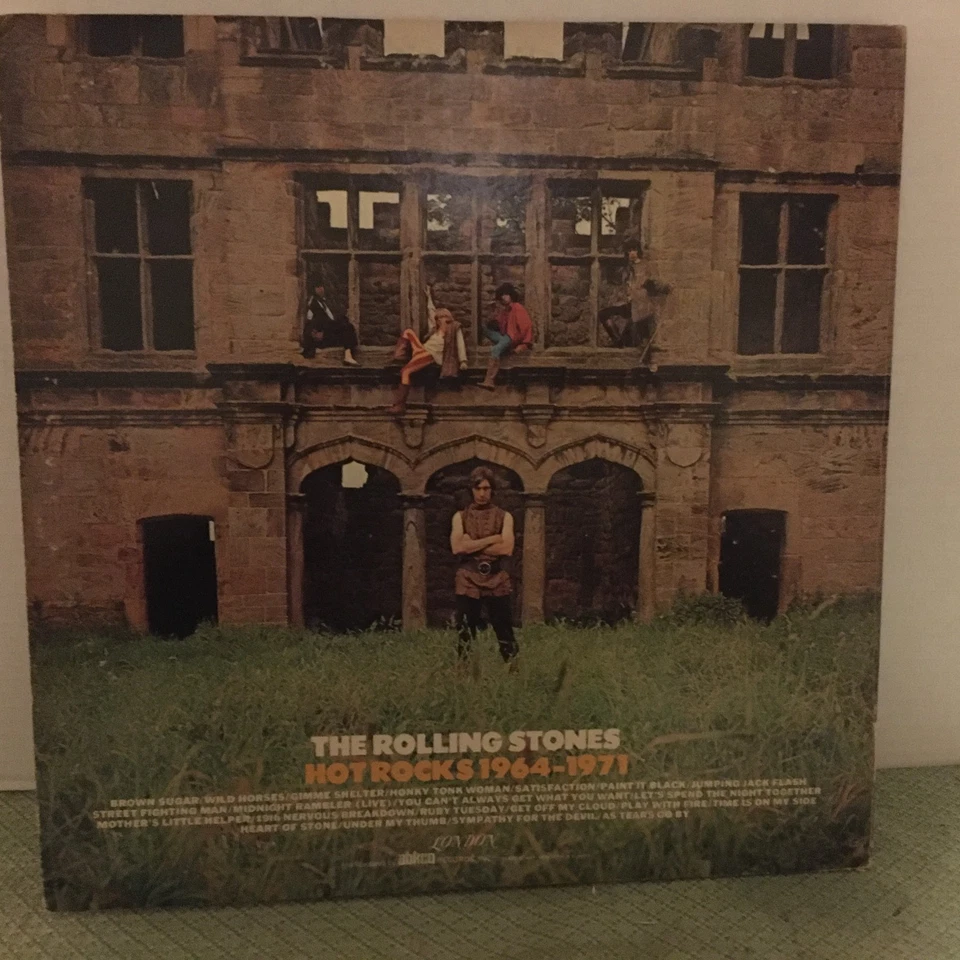 THE ROLLING STONES
HOT ROCKS 1964-1971
BROWN SUGAR/WILD HORSES/GIMME SHELTER/HONKY TONK WOMAN/SATISFACTION/PAINT IT BLACK/JUMPING JACK FLASH
STREET FIGHTING MAN/MIDNIGHT RAMBLER (LIVE)/YOU CAN'T ALWAYS GET WHAT YOU WANT/LET'S SPEND THE NIGHT TOGETHER
MOTHER'S LITTLE HELPER/19th NERVOUS BREAKDOWN/RUBY TUESDAY/GET OFF MY CLOUD/PLAY WITH FIRE/TIME IS ON MY SIDE
HEART OF STONE/UNDER MY THUMB/SYMPATHY FOR THE DEVIL/AS TEARS GO BY
LONDON
abkco